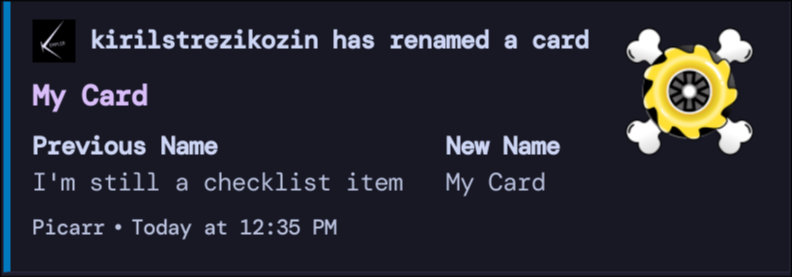 kirilstrezikozin has renamed a card
My Card
Previous Name New Name
I'm still a checklist item My Card
Picarr • Today at 12:35 PM